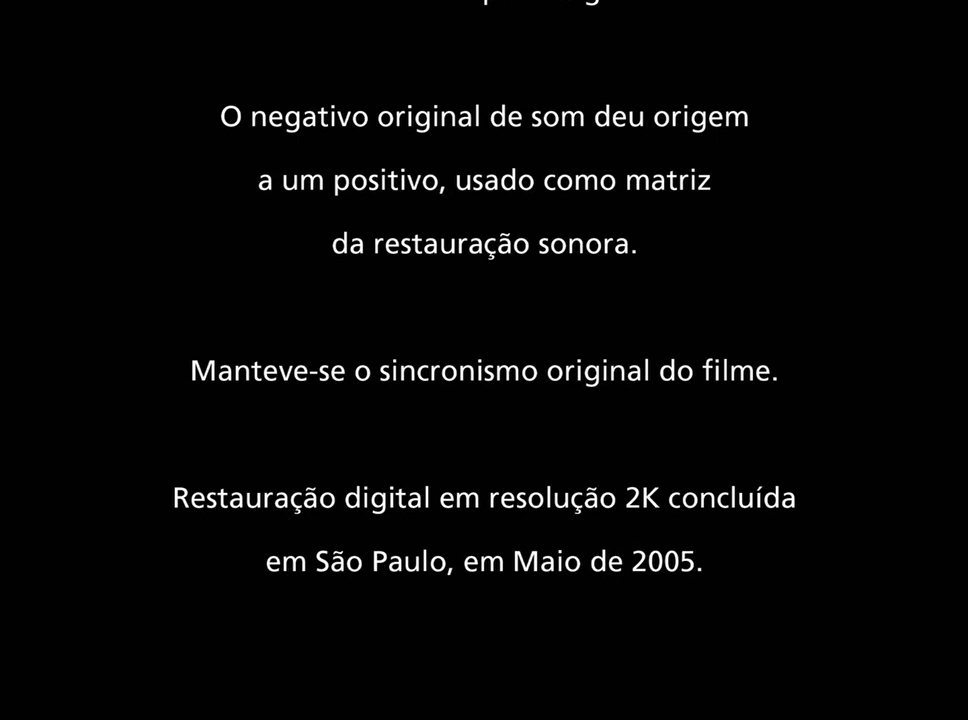 O negativo original de som deu origem
a um positivo, usado como matriz
da restauração sonora.
Manteve-se o sincronismo original do filme.
Restauração digital em resolução 2K concluída
em São Paulo, em Maio de 2005.